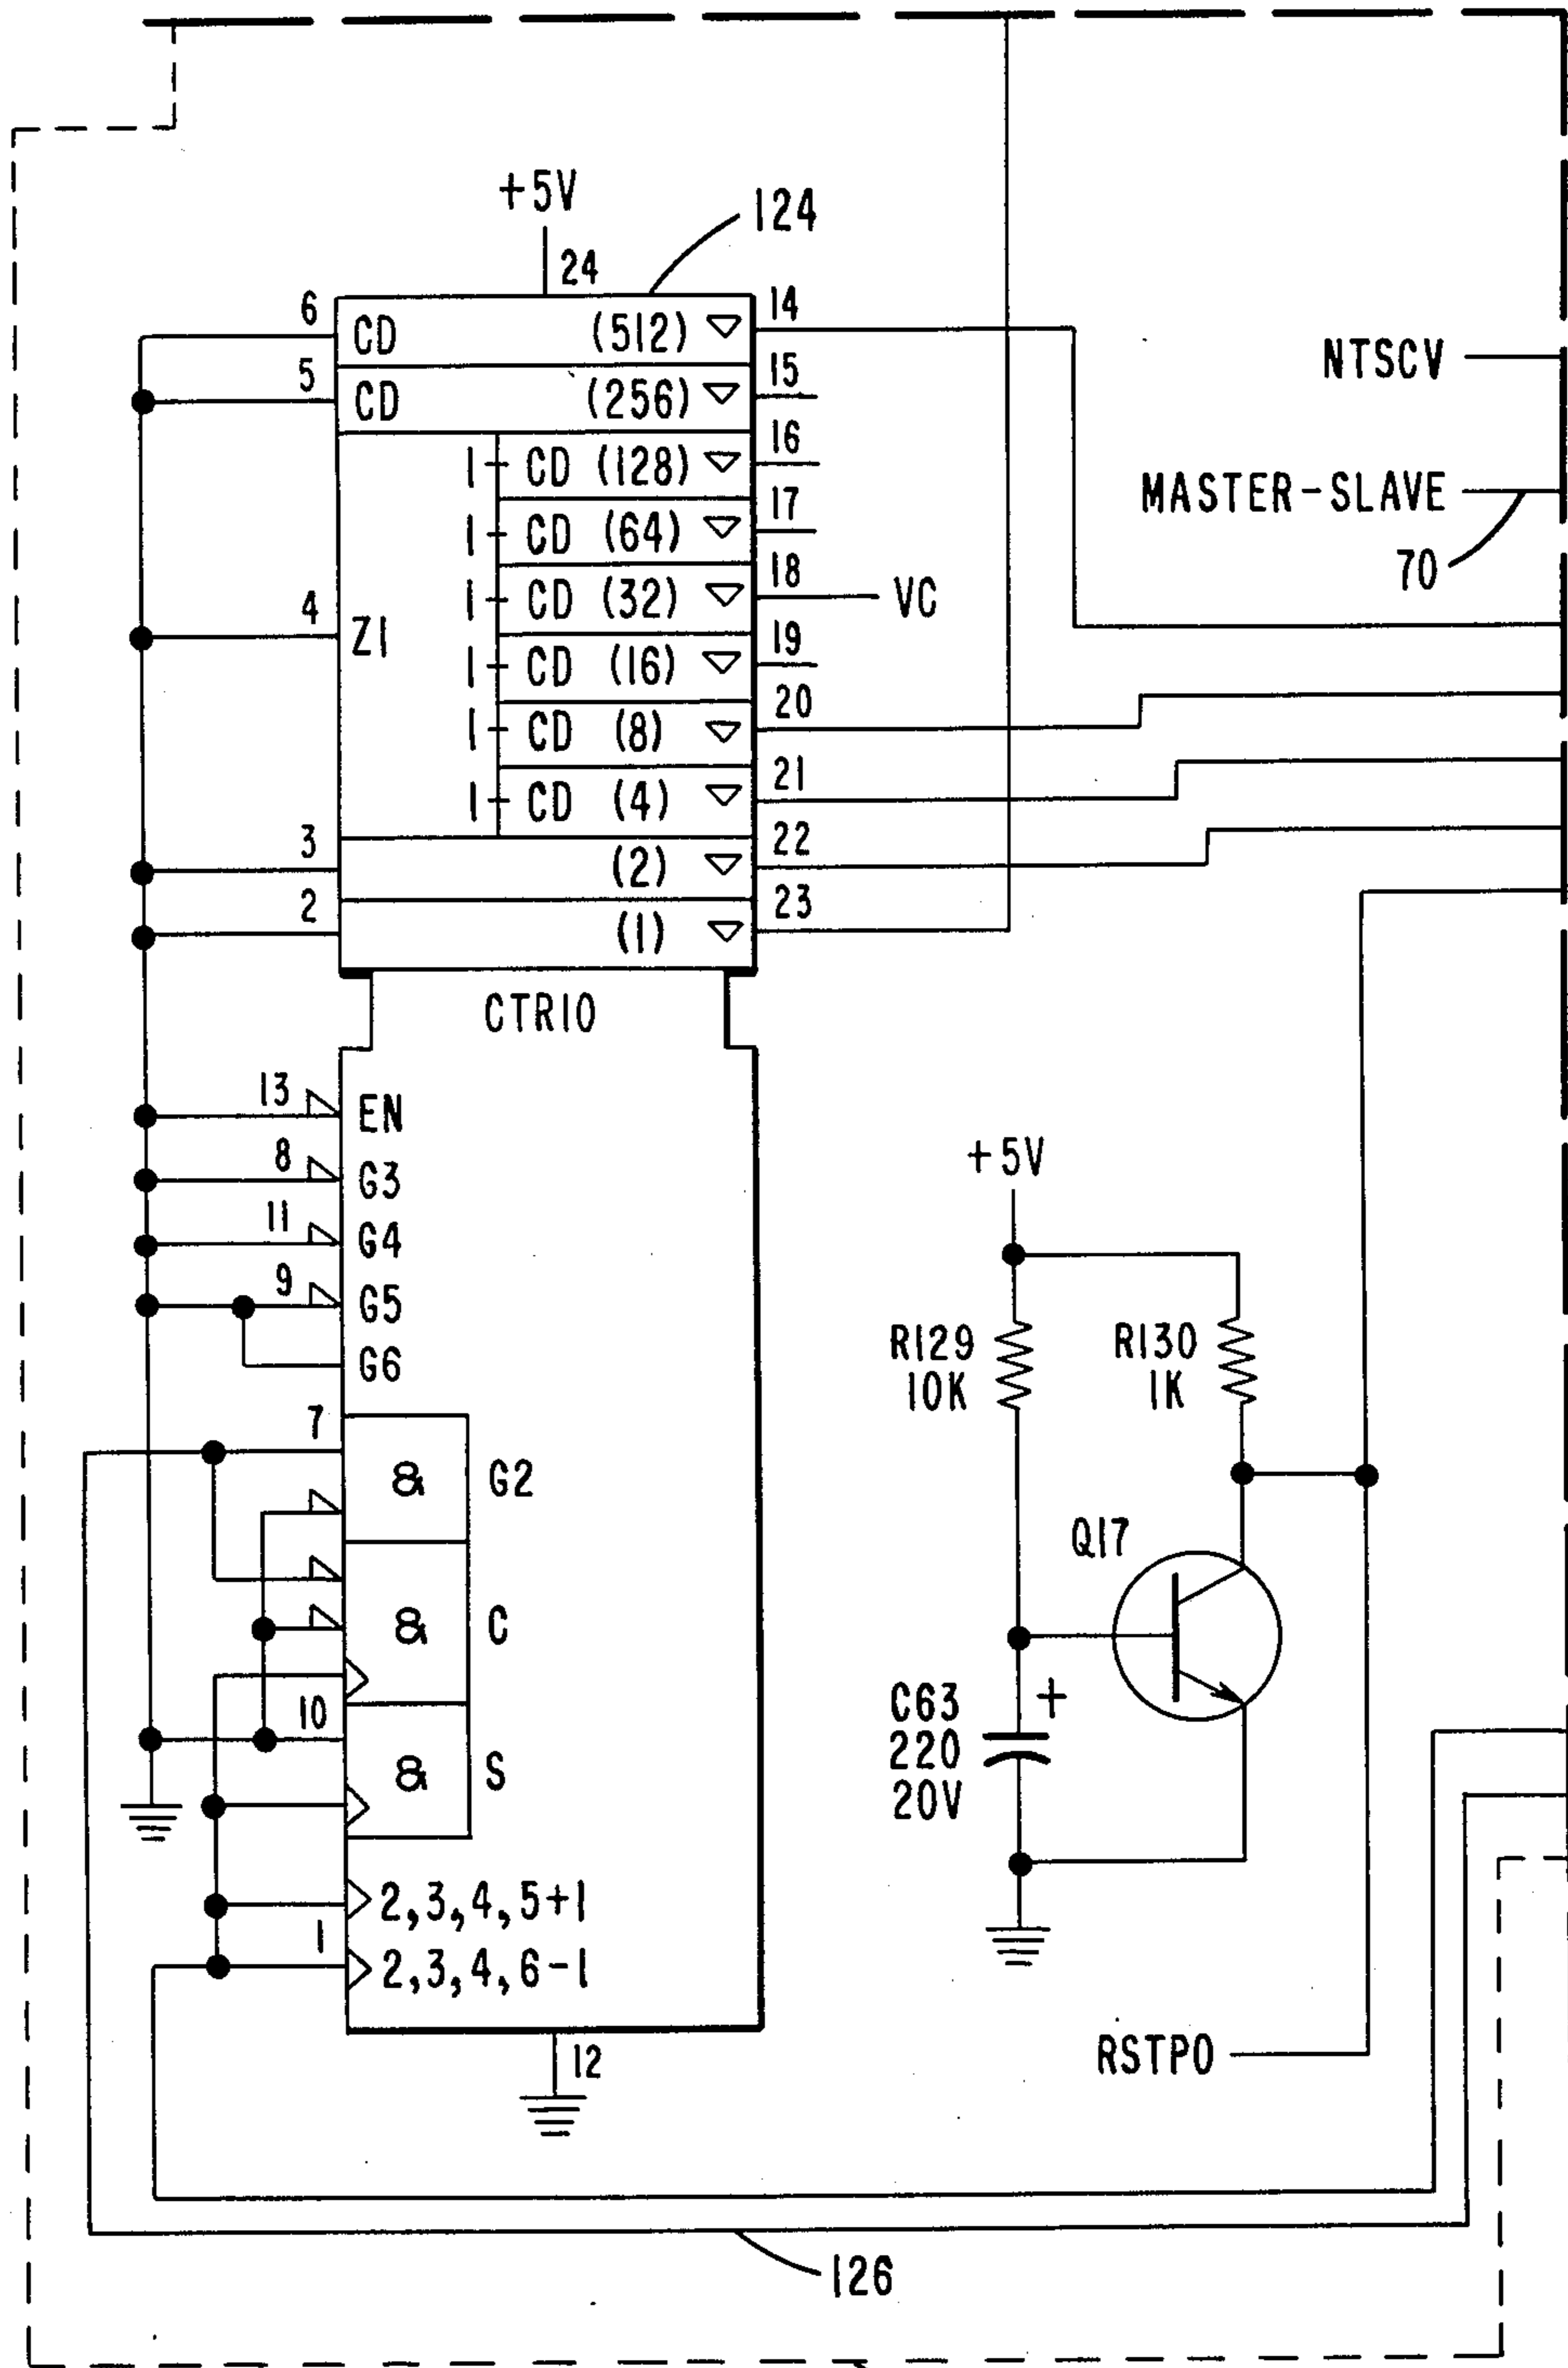 +5V
124
24
6 CD (512) 14
5 CD (256) 15
NTSCV
1 CD (128) 16
MASTER-SLAVE
1 CD (64) 17
70
1 CD (32) 18 VC
4 Z1
1 CD (16) 19
1 CD (8) 20
1 CD (4) 21
3 (2) 22
2 (1) 23
CTR10
13 EN
8 G3
11 G4
9 G5
G6
+5V
R129
10K
R130
1K
7 & G2
Q17
& C
10 & S
C63 +
220
20V
2,3,4,5+1
1 2,3,4,6-1
12
RSTPO
126